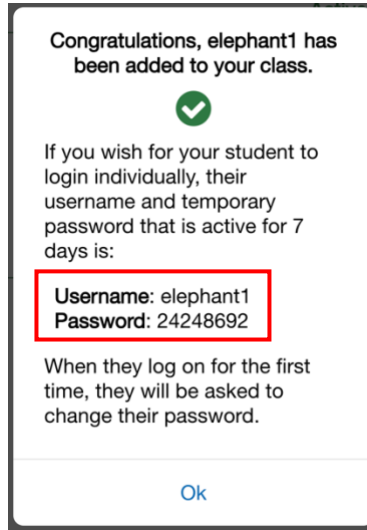 Congratulations, elephant1 has
been added to your class.
If you wish for your student to
login individually, their
username and temporary
password that is active for 7
days is:
Username: elephant1
Password: 24248692
When they log on for the first
time, they will be asked to
change their password.
Ok